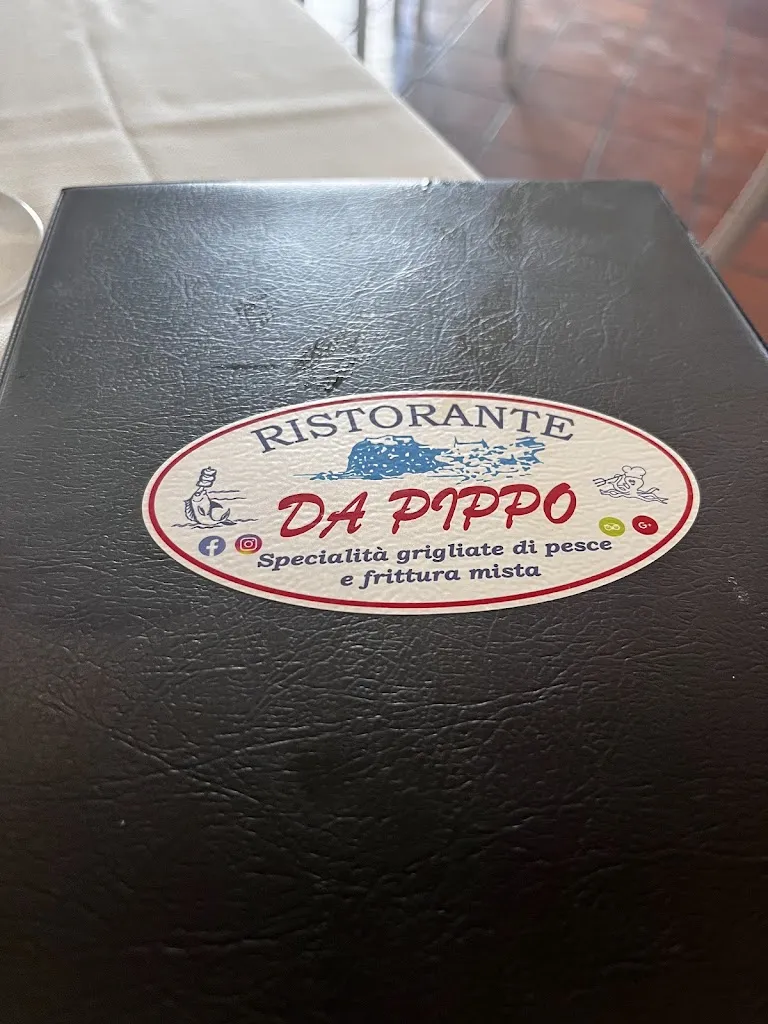 RISTORANTE
DA PIPPO
Specialità grigliate di pesce
e frittura mista
G+